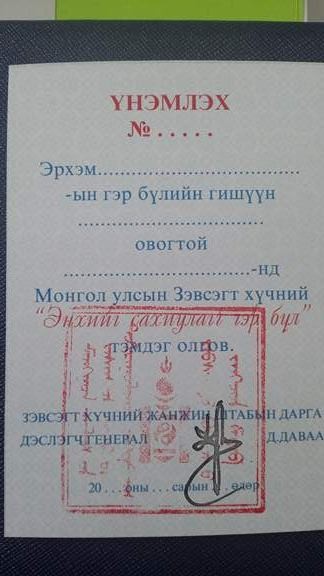 ҮНЭМЛЭХ
№ . . . . .
Эрхэм.....................................
-ын гэр бүлийн гишүүн
..................................
овогтой
..................................-нд
Монгол улсын Зэвсэгт хүчний
“Энхийг сахиулагч гэр бүл”
тэмдэг олгов.
ЗЭВСЭГТ ХҮЧНИЙ ЖАНЖИН ШТАБЫН ДАРГА
ДЭСЛЭГЧ ГЕНЕРАЛ Д.ДАВАА
20 . . . оны . . . сарын . . . өдөр